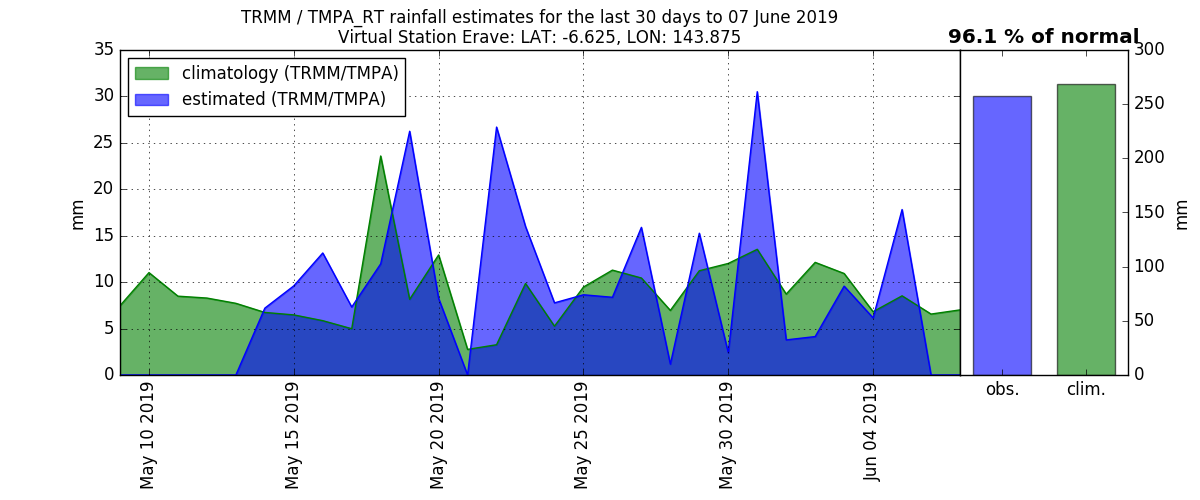 TRMM / TMPA_RT rainfall estimates for the last 30 days to 07 June 2019
Virtual Station Erave: LAT: -6.625, LON: 143.875
96.1 % of normal
climatology (TRMM/TMPA)
estimated (TRMM/TMPA)
35
30
25
20
15
10
5
0
mm
May 10 2019
May 15 2019
May 20 2019
May 25 2019
May 30 2019
Jun 04 2019
300
250
200
150
100
50
0
mm
obs.
clim.